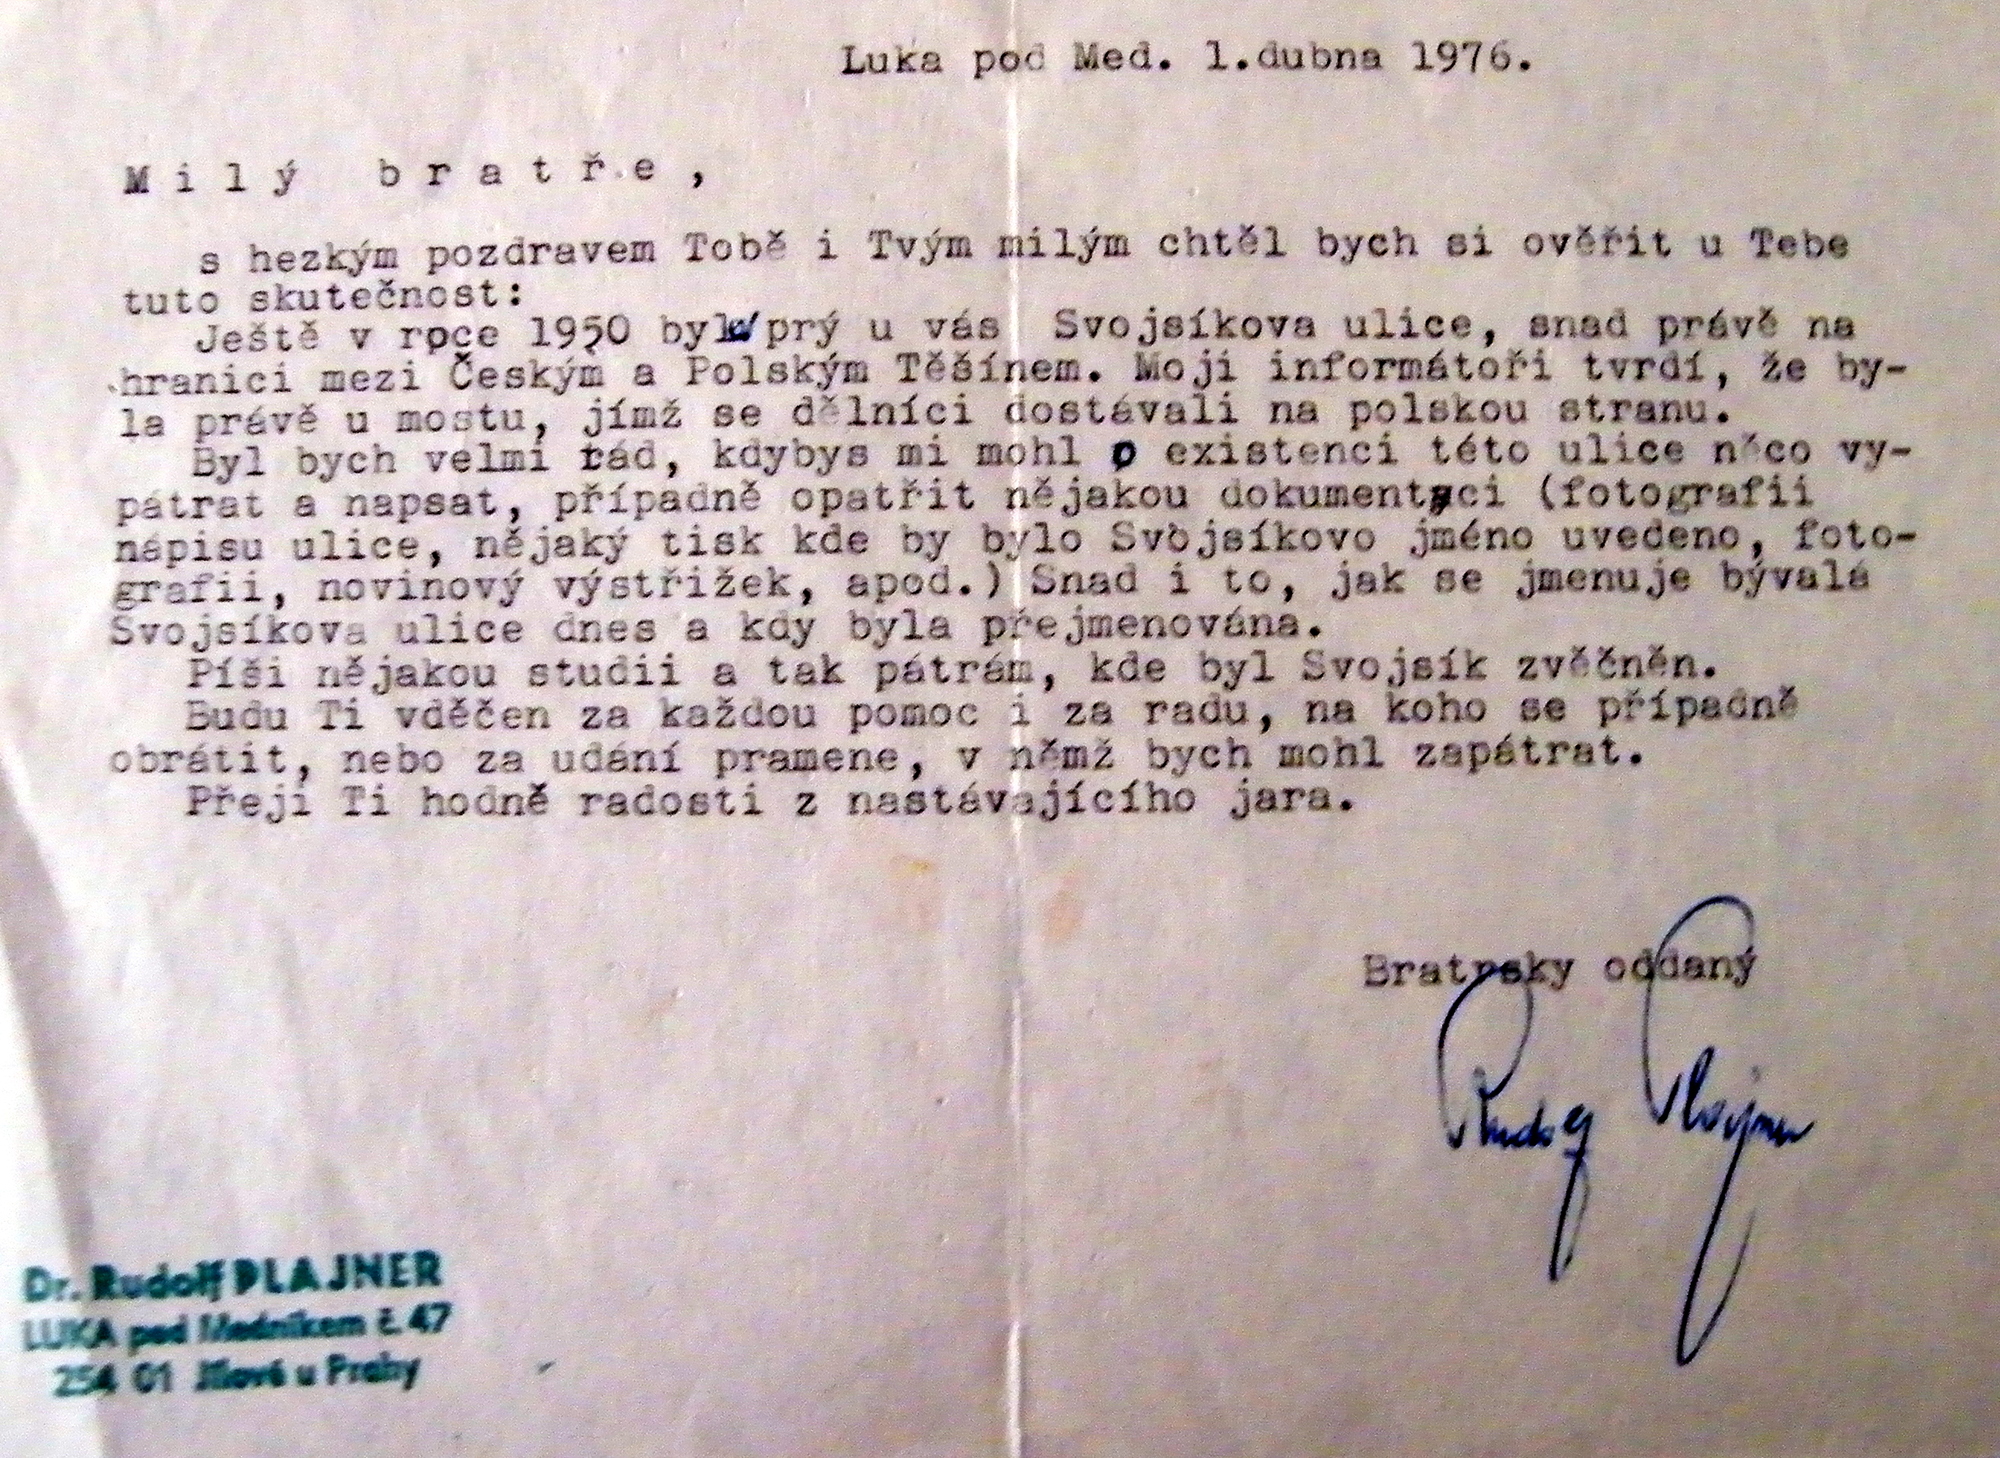 Luka pod Med. 1.dubna 1976.
Milý bratře,
s hezkým pozdravem Tobě i Tvým milým chtěl bych si ověřit u Tebe
tuto skutečnost:
Ještě v roce 1950 byla prý u vás Svojsíkova ulice, snad právě na
hranici mezi Českým a Polským Těšínem. Moji informátoři tvrdí, že by-
la právě u mostu, jímž se dělníci dostávali na polskou stranu.
Byl bych velmi rád, kdybys mi mohl o existenci této ulice něco vy-
pátrat a napsat, případně opatřit nějakou dokumentaci (fotografii
nápisu ulice, nějaký tisk kde by bylo Svojsíkovo jméno uvedeno, foto-
grafii, novinový výstřižek, apod.) Snad i to, jak se jmenuje bývalá
Svojsíkova ulice dnes a kdy byla přejmenována.
Píši nějakou studii a tak pátrám, kde byl Svojsík zvěčněn.
Budu Ti vděčen za každou pomoc i za radu, na koho se případně
obrátit, nebo za udání pramene, v němž bych mohl zapátrat.
Přeji Ti hodně radosti z nastávajícího jara.
Bratrsky oddaný
Rudolf Plajner
Dr. Rudolf PLAJNER
LUKA pod Medníkem č. 47
254 01 Jílové u Prahy